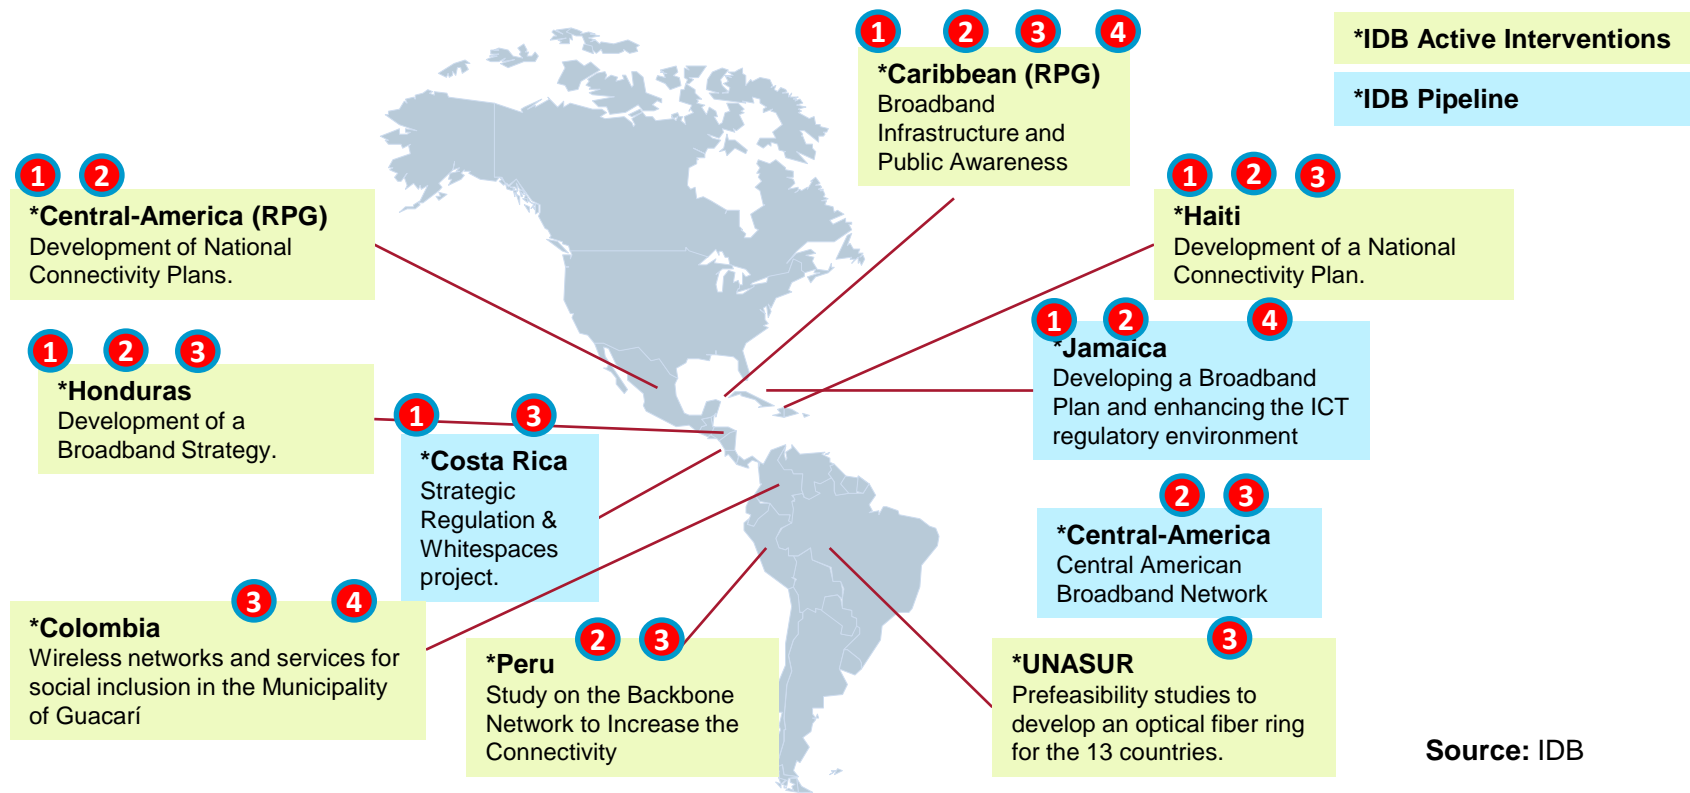 1 2 3 4
*Caribbean (RPG)
Broadband
Infrastructure and
Public Awareness
*IDB Active Interventions
*IDB Pipeline
1 2
*Central-America (RPG)
Development of National
Connectivity Plans.
1 2 3
*Haiti
Development of a National
Connectivity Plan.
1 2 3
*Honduras
Development of a
Broadband Strategy.
1 2 4
*Jamaica
Developing a Broadband
Plan and enhancing the ICT
regulatory environment
1 3
*Costa Rica
Strategic
Regulation &
Whitespaces
project.
2 3
*Central-America
Central American
Broadband Network
3 4
*Colombia
Wireless networks and services for
social inclusion in the Municipality
of Guacarí
2 3
*Peru
Study on the Backbone
Network to Increase the
Connectivity
3
*UNASUR
Prefeasibility studies to
develop an optical fiber ring
for the 13 countries.
Source: IDB